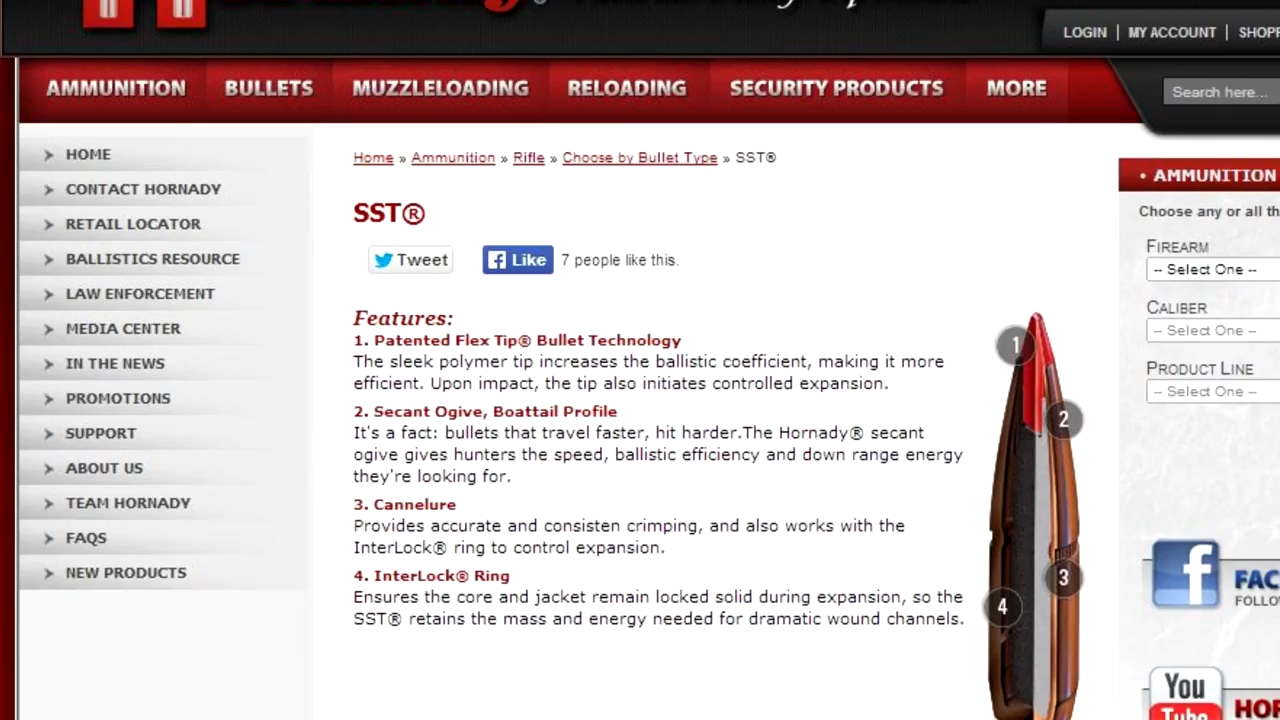 LOGIN | MY ACCOUNT |
AMMUNITION BULLETS MUZZLELOADING RELOADING SECURITY PRODUCTS MORE
Search here...
HOME
CONTACT HORNADY
RETAIL LOCATOR
BALLISTICS RESOURCE
LAW ENFORCEMENT
MEDIA CENTER
IN THE NEWS
PROMOTIONS
SUPPORT
ABOUT US
TEAM HORNADY
FAQS
NEW PRODUCTS
Home » Ammunition » Rifle » Choose by Bullet Type » SST®
SST®
Tweet Like 7 people like this.
Features:
1. Patented Flex Tip® Bullet Technology
The sleek polymer tip increases the ballistic coefficient, making it more
efficient. Upon impact, the tip also initiates controlled expansion.
2. Secant Ogive, Boattail Profile
It's a fact: bullets that travel faster, hit harder.The Hornady® secant
ogive gives hunters the speed, ballistic efficiency and down range energy
they're looking for.
3. Cannelure
Provides accurate and consisten crimping, and also works with the
InterLock® ring to control expansion.
4. InterLock® Ring
Ensures the core and jacket remain locked solid during expansion, so the
SST® retains the mass and energy needed for dramatic wound channels.
1
2
3
4
• AMMUNITION
Choose any or all
FIREARM
-- Select One --
CALIBER
-- Select One --
PRODUCT LINE
-- Select One --
f
You
Tube